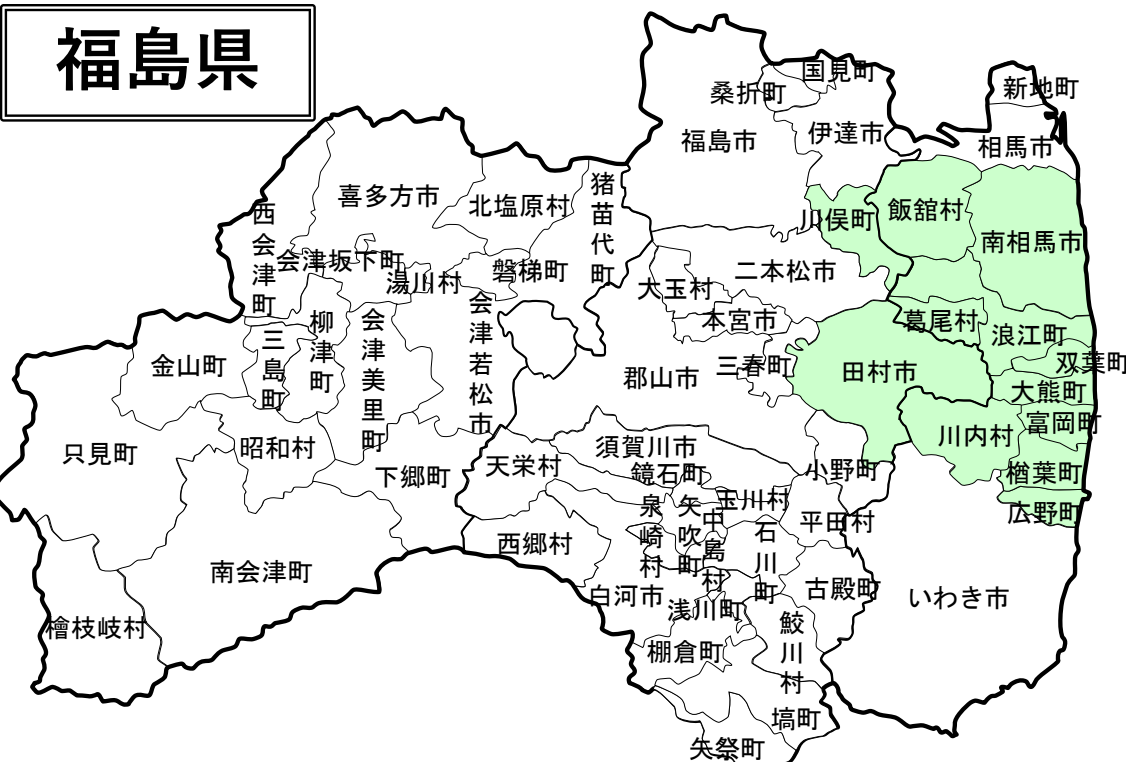 福島県
国見町
桑折町
新地町
伊達市
福島市
相馬市
猪苗代町
喜多方市
北塩原村
西会津町
川俣町
飯舘村
南相馬市
会津坂下町
湯川村
磐梯町
二本松市
大玉村
本宮市
葛尾村
浪江町
柳津町
会津美里町
会津若松市
三島町
金山町
三春町
郡山市
田村市
双葉町
大熊町
富岡町
川内村
只見町
昭和村
下郷町
天栄村
須賀川市
鏡石町
小野町
楢葉町
広野町
玉川村
泉崎村
矢吹町
中島村
石川町
平田村
西郷村
南会津町
白河市
浅川町
古殿町
いわき市
檜枝岐村
棚倉町
鮫川村
塙町
矢祭町